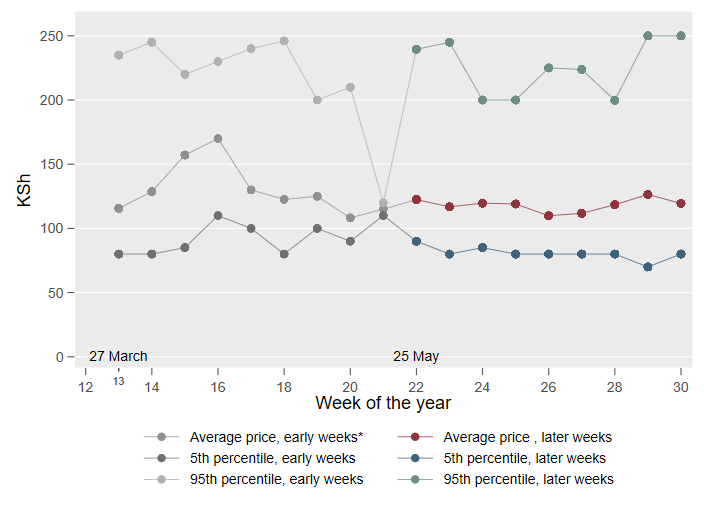 250
200
150
100
50
0
KSh
27 March
25 May
12
13
14
16
18
20
22
24
26
28
30
Week of the year
Average price, early weeks*
Average price , later weeks
5th percentile, early weeks
5th percentile, later weeks
95th percentile, early weeks
95th percentile, later weeks